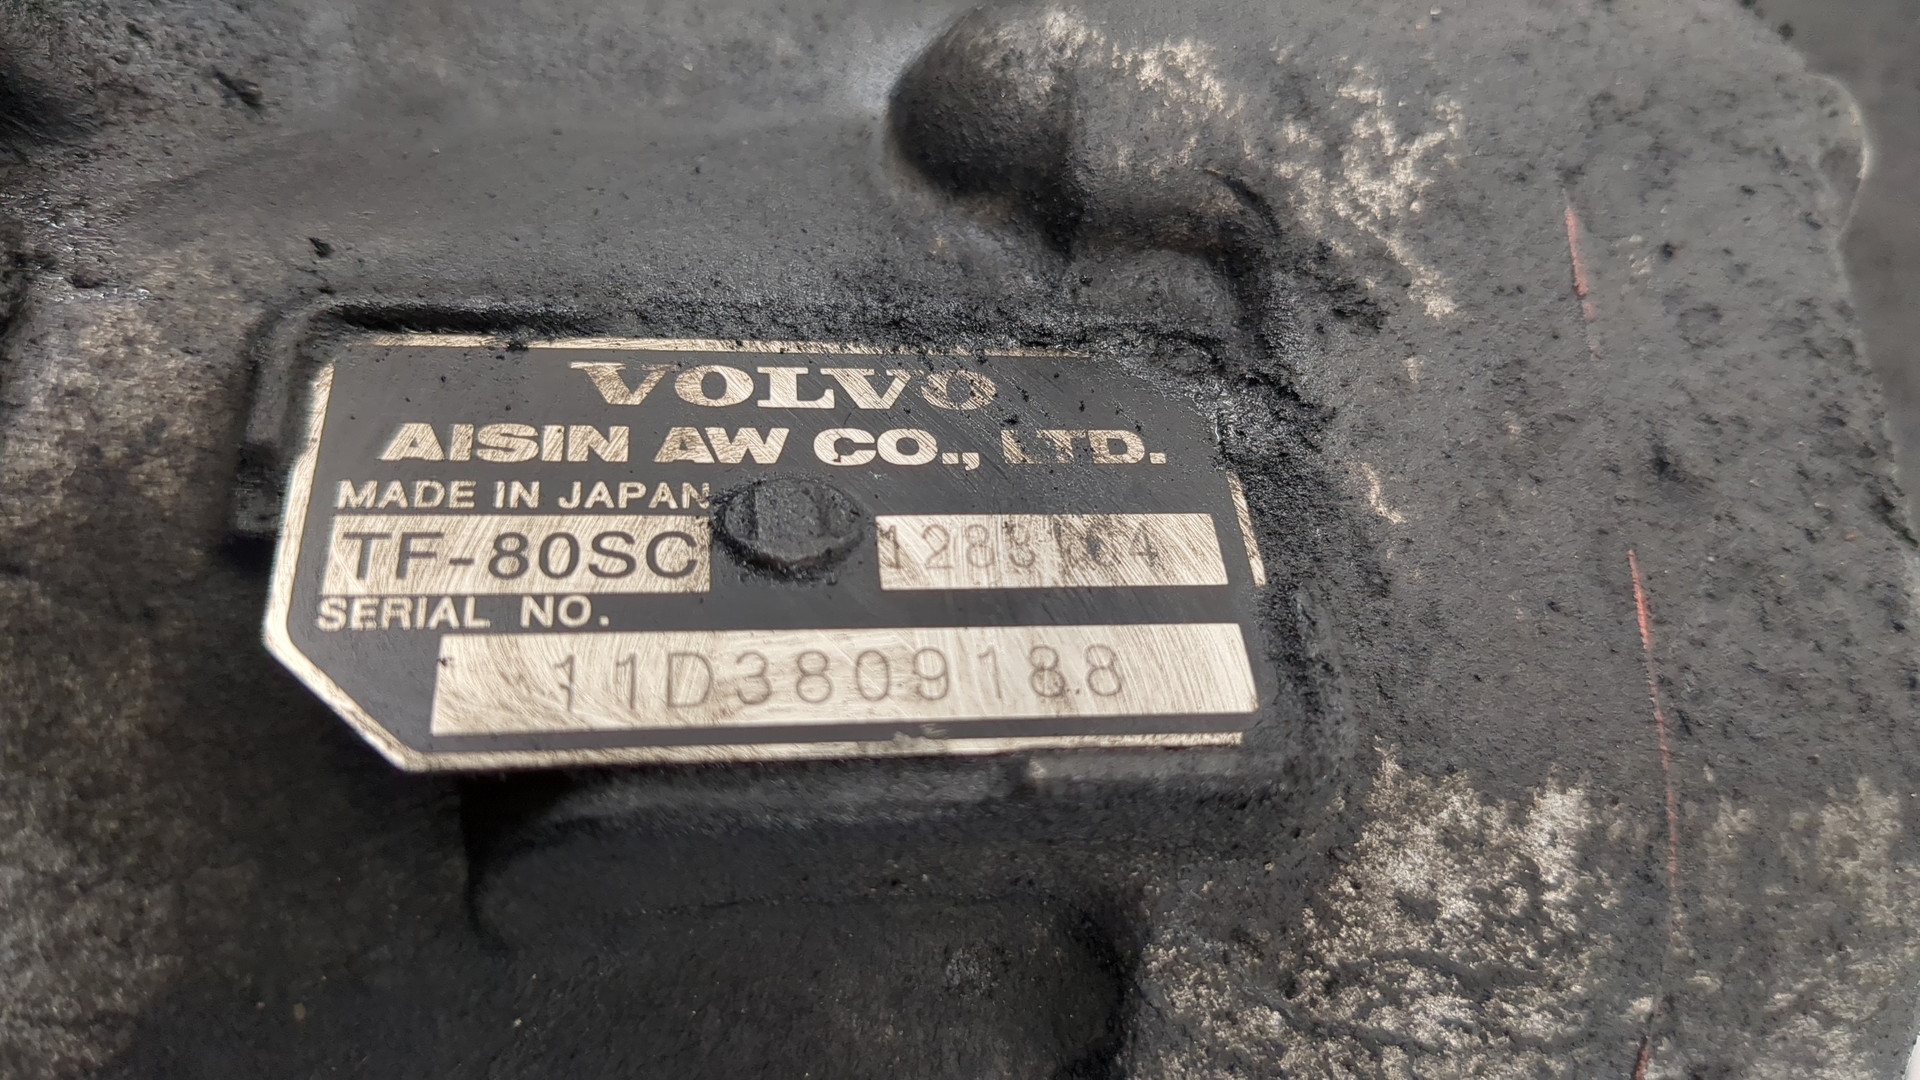 VOLVO
AISIN AW CO., LTD.
MADE IN JAPAN
TF-80SC
SERIAL NO.
11D3809188